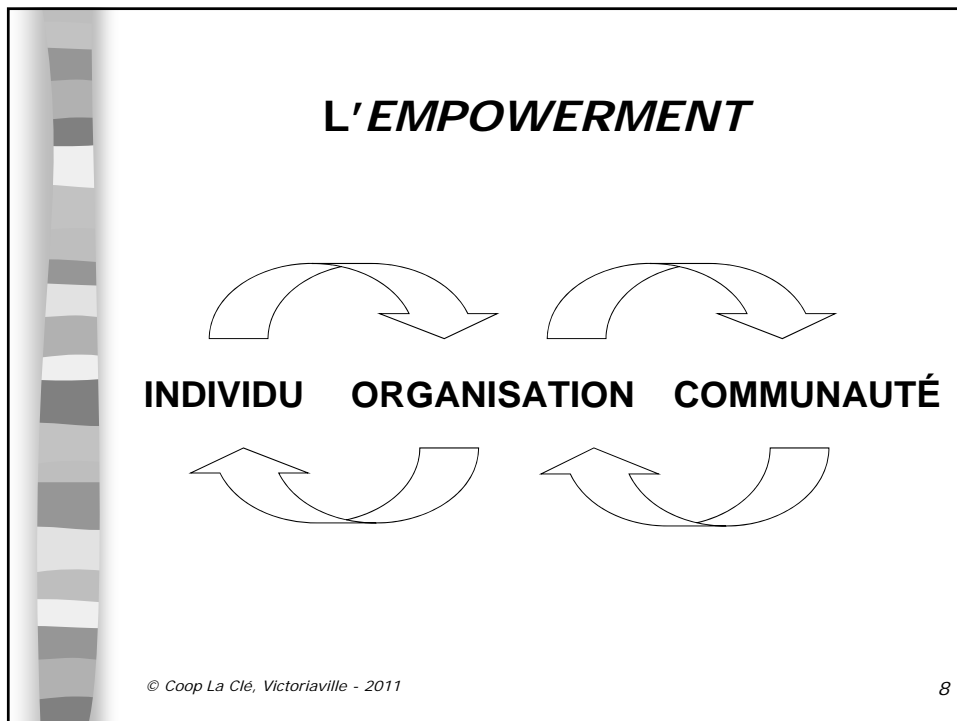 L'EMPOWERMENT
INDIVIDU ORGANISATION COMMUNAUTÉ
© Coop La Clé, Victoriaville - 2011
8